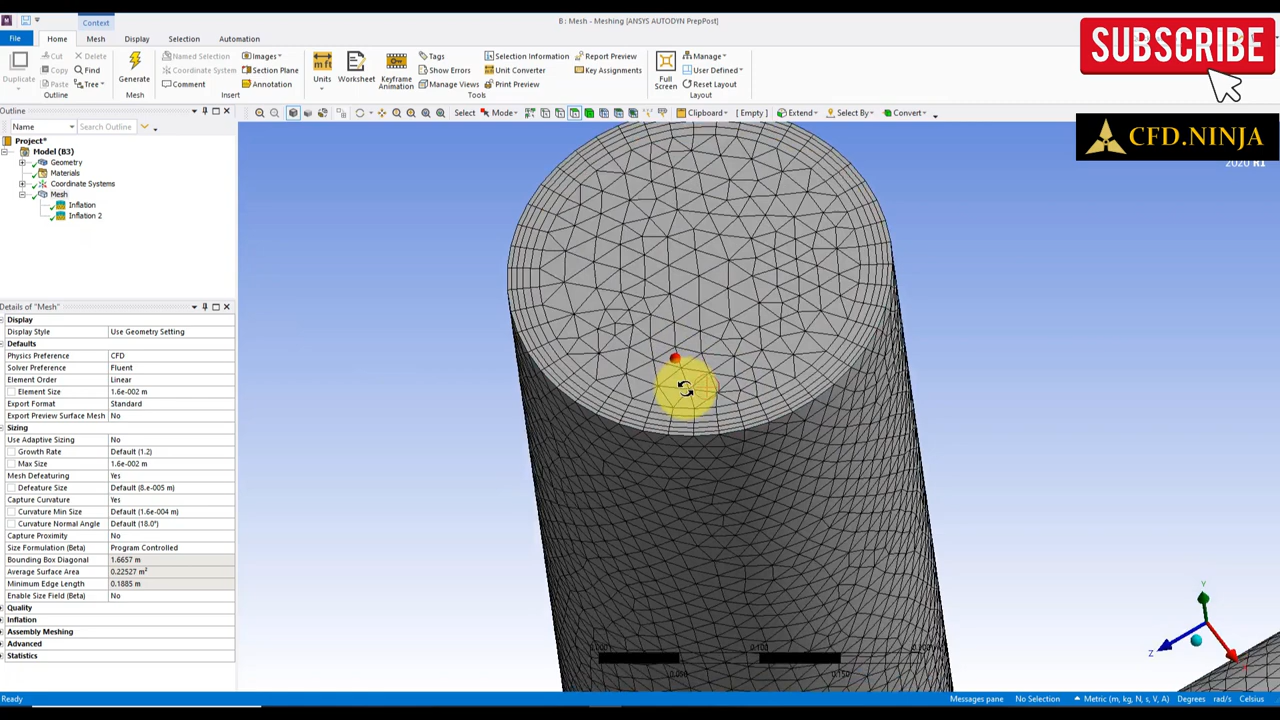 B : Mesh - Meshing [ANSYS AUTODYN PrepPost]
SUBSCRIBE
Context
File Home Mesh Display Selection Automation
Duplicate
Cut Delete
Copy Find
Paste Tree
Outline
Generate
Mesh
Named Selection
Coordinate System
Comment
Images
Section Plane
Annotation
Insert
Units
Worksheet
Keyframe Animation
Tags
Show Errors
Manage Views
Selection Information
Unit Converter
Print Preview
Report Preview
Key Assignments
Tools
Full Screen
Manage
User Defined
Reset Layout
Layout
CFD.NINJA
2020 R1
Outline
Select Mode Clipboard [ Empty ] Extend Select By Convert
Name Search Outline
Project*
Model (B3)
Geometry
Materials
Coordinate Systems
Mesh
Inflation
Inflation 2
Details of "Mesh"
Display
Display Style Use Geometry Setting
Defaults
Physics Preference CFD
Solver Preference Fluent
Element Order Linear
Element Size 1.6e-002 m
Export Format Standard
Export Preview Surface Mesh No
Sizing
Use Adaptive Sizing No
Growth Rate Default (1.2)
Max Size 1.6e-002 m
Mesh Defeaturing Yes
Defeature Size Default (8.e-005 m)
Capture Curvature Yes
Curvature Min Size Default (1.6e-004 m)
Curvature Normal Angle Default (18.0°)
Capture Proximity No
Size Formulation (Beta) Program Controlled
Bounding Box Diagonal 1.6657 m
Average Surface Area 0.22527 m²
Minimum Edge Length 0.1885 m
Enable Size Field (Beta) No
Quality
Inflation
Assembly Meshing
Advanced
Statistics
0.100
0.050 0.150
Y
Z
Ready Messages pane No Selection Metric (m, kg, N, s, V, A) Degrees rad/s Celsius